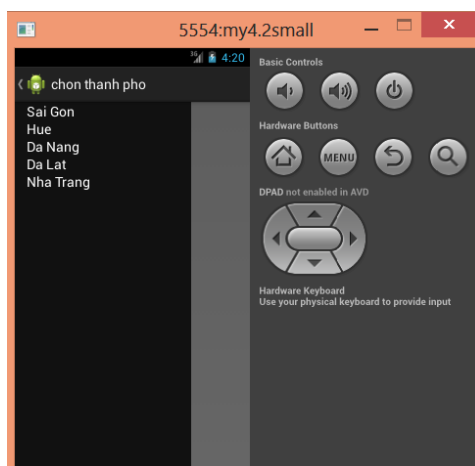 5554:my4.2small
3G 4:20
chon thanh pho
Sai Gon
Hue
Da Nang
Da Lat
Nha Trang
Basic Controls
Hardware Buttons
MENU
DPAD not enabled in AVD
Hardware Keyboard
Use your physical keyboard to provide input